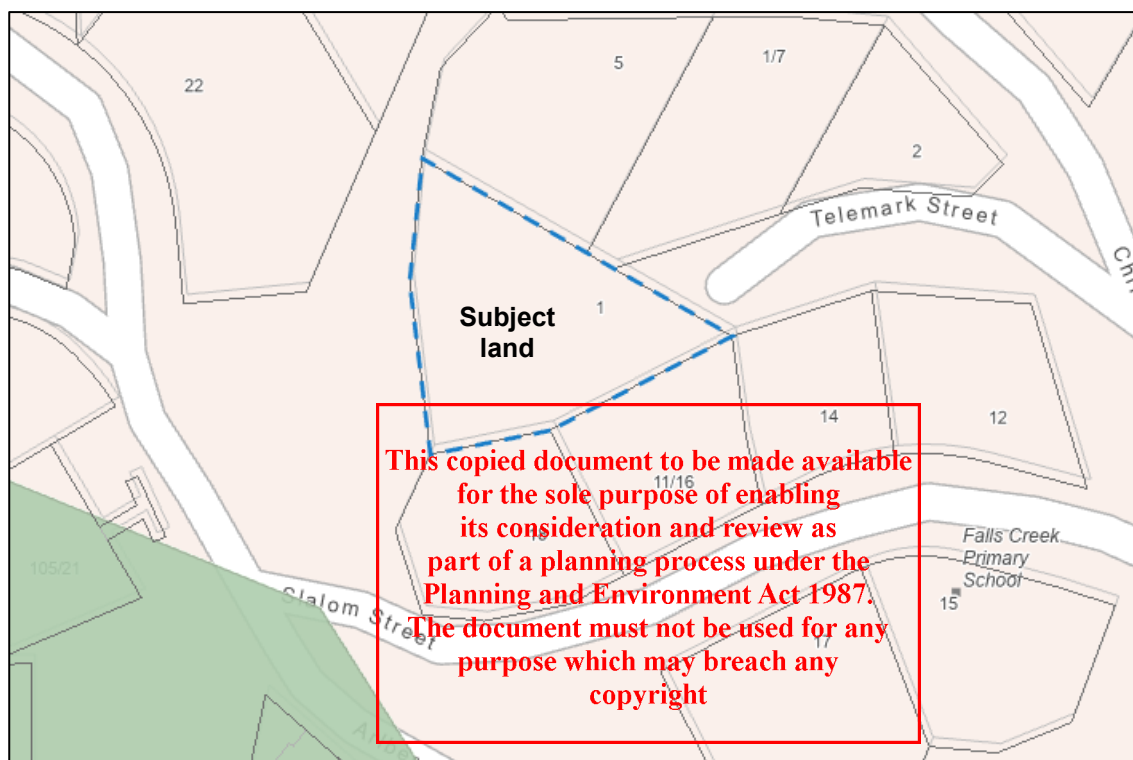 5
1/7
22
2
Telemark Street
Chri
1
Subject
land
14
12
This copied document to be made available
for the sole purpose of enabling
its consideration and review as
part of a planning process under the
Planning and Environment Act 1987.
The document must not be used for any
purpose which may breach any
copyright
11/16
18
Falls Creek
Primary
School
105/21
15
Slalom Street
17